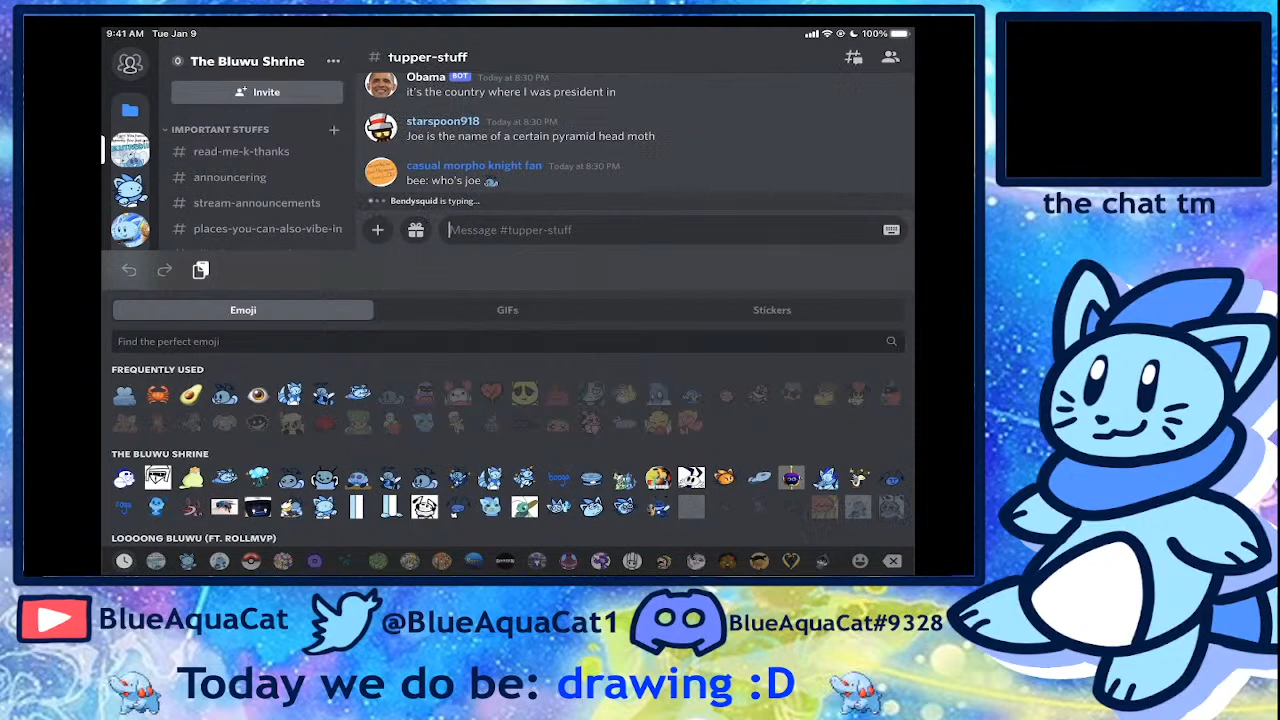 9:41 AM Tue Jan 9
100%
The Bluwu Shrine
Invite
IMPORTANT STUFFS
# read-me-k-thanks
# announcering
# stream-announcements
# places-you-can-also-vibe-in
# tupper-stuff
Obama BOT Today at 8:30 PM
it's the country where I was president in
starspoon918 Today at 8:30 PM
Joe is the name of a certain pyramid head moth
casual morpho knight fan Today at 8:30 PM
bee: who's joe
Bendysquid is typing...
Message #tupper-stuff
Emoji
GIFs
Stickers
Find the perfect emoji
FREQUENTLY USED
THE BLUWU SHRINE
LOOOONG BLUWU (FT. ROLLMVP)
the chat tm
BlueAquaCat
@BlueAquaCat1
BlueAquaCat#9328
Today we do be: drawing :D